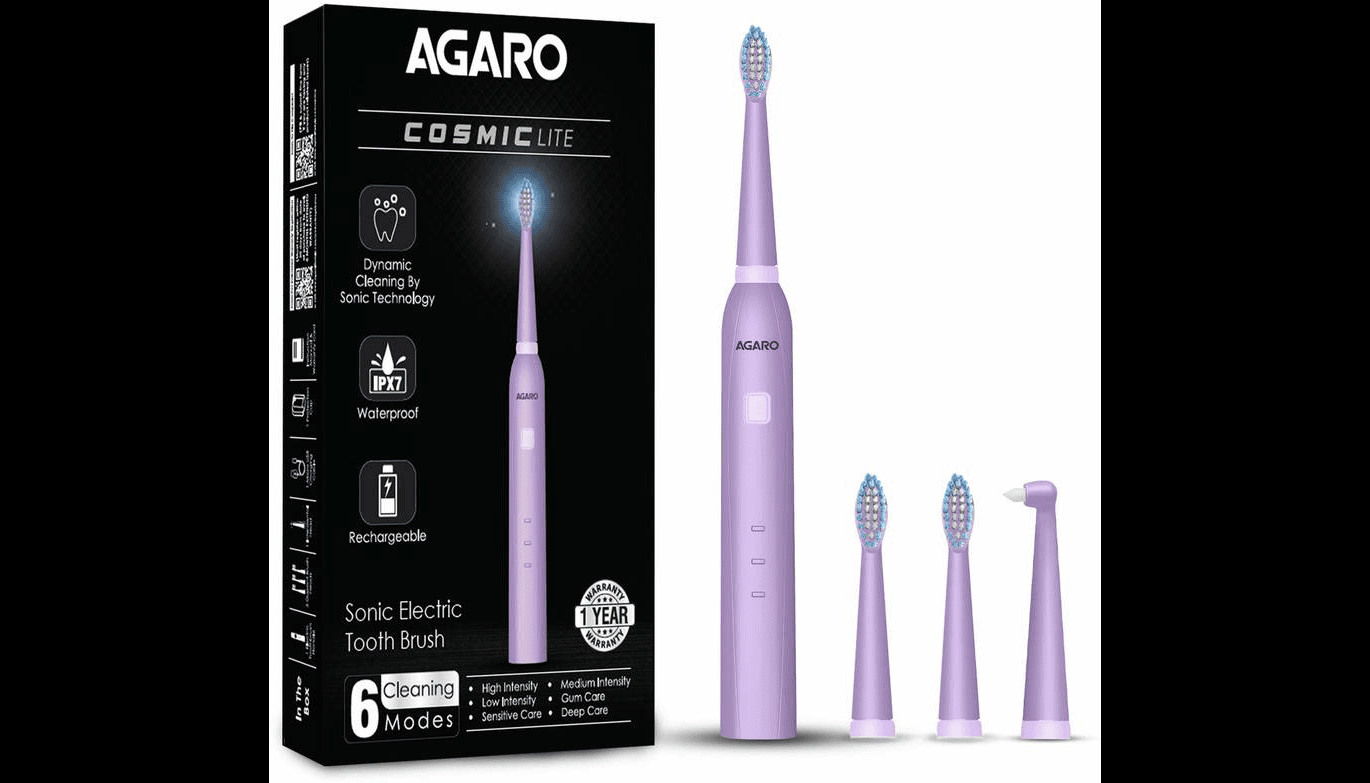 AGARO
COSMIC LITE
Dynamic
Cleaning By
Sonic Technology
IPX7
Waterproof
Rechargeable
AGARO
Sonic Electric
Tooth Brush
WARRANTY
1 YEAR
WARRANTY
6 Cleaning
Modes
• High Intensity • Medium Intensity
• Low Intensity • Gum Care
• Sensitive Care • Deep Care
In The
Box
AGARO